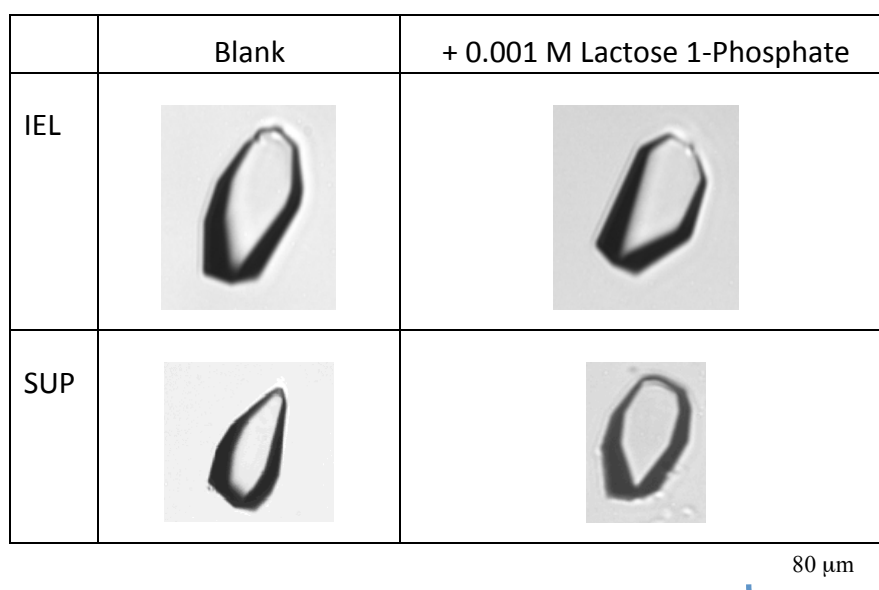 Blank
+ 0.001 M Lactose 1-Phosphate
IEL
SUP
80 μm